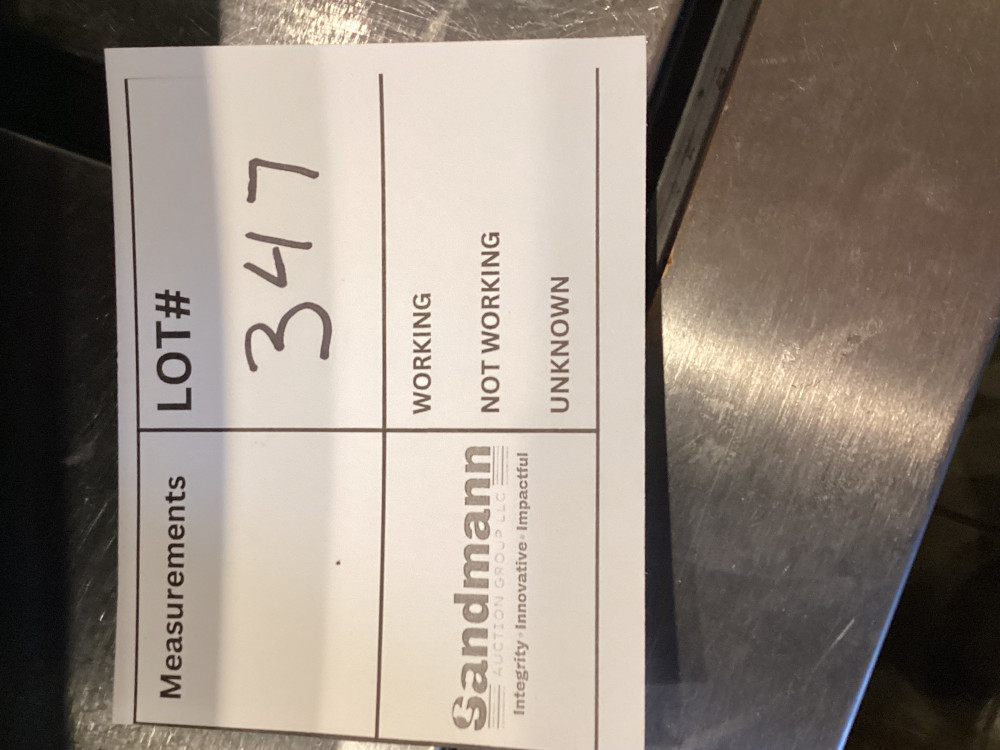 Measurements
LOT#
347
Sandmann
AUCTION GROUP LLC
Integrity • Innovative • Impactful
WORKING
NOT WORKING
UNKNOWN